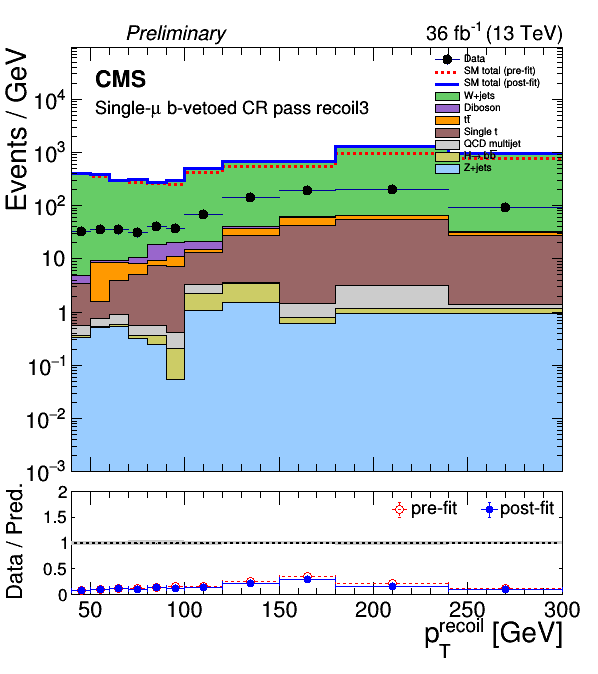 Preliminary
36 fb⁻¹ (13 TeV)
CMS
Single-μ b-vetoed CR pass recoil3
Data
SM total (pre-fit)
SM total (post-fit)
W+jets
Diboson
tt̅
Single t
QCD multijet
H→bb̅
Z+jets
Events / GeV
10⁴
10³
10²
10
1
10⁻¹
10⁻²
10⁻³
Data / Pred.
2
1.5
1
0.5
0
pre-fit
post-fit
50 100 150 200 250 300
p_T^recoil [GeV]